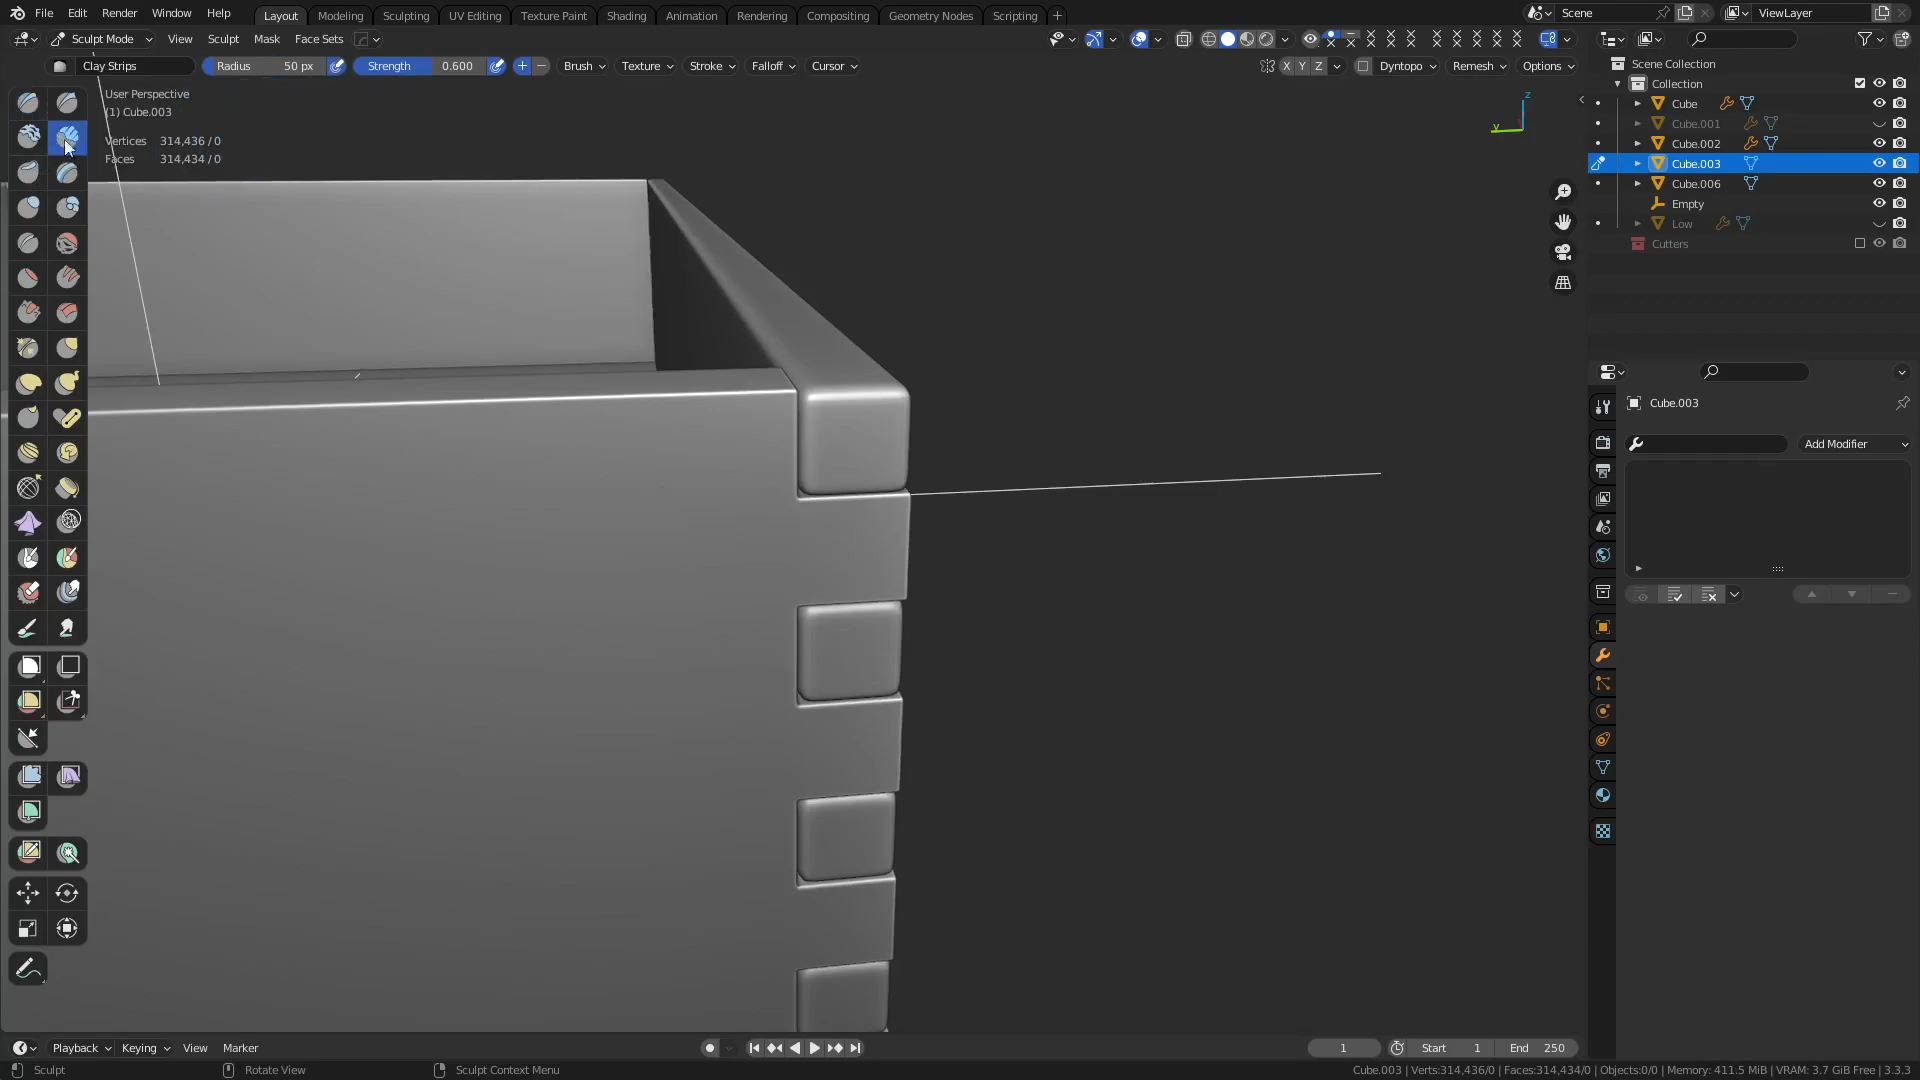 File Edit Render Window Help Layout Modeling Sculpting UV Editing Texture Paint Shading Animation Rendering Compositing Geometry Nodes Scripting + Scene ViewLayer
Sculpt Mode View Sculpt Mask Face Sets
Clay Strips Radius 50 px Strength 0.600 Brush Texture Stroke Falloff Cursor X Y Z Dyntopo Remesh Options
User Perspective
(1) Cube.003
Vertices 314,436 / 0
Faces 314,434 / 0
z
y
Scene Collection
Collection
Cube
Cube.001
Cube.002
Cube.003
Cube.006
Empty
Low
Cutters
Cube.003
Add Modifier
Playback Keying View Marker 1 Start 1 End 250
Sculpt Rotate View Sculpt Context Menu Cube.003 | Verts:314,436/0 | Faces:314,434/0 | Objects:0/0 | Memory: 411.5 MiB | VRAM: 3.7 GiB Free | 3.3.3